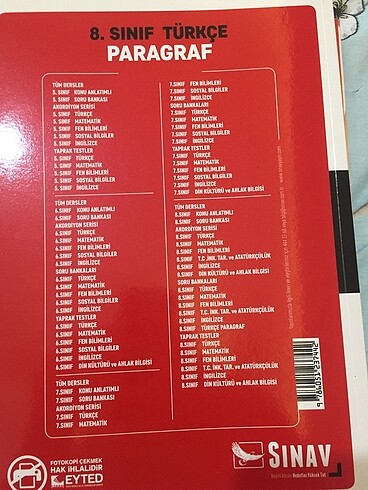 8. SINIF TÜRKÇE
PARAGRAF
TÜM DERSLER
5. SINIF KONU ANLATIMLI
5. SINIF SORU BANKASI
AKORDİYON SERİSİ
5. SINIF TÜRKÇE
5. SINIF MATEMATİK
5. SINIF FEN BİLİMLERİ
5. SINIF SOSYAL BİLGİLER
5. SINIF İNGİLİZCE
YAPRAK TESTLER
5. SINIF TÜRKÇE
5. SINIF MATEMATİK
5. SINIF FEN BİLİMLERİ
5. SINIF SOSYAL BİLGİLER
5. SINIF İNGİLİZCE
TÜM DERSLER
6.SINIF KONU ANLATIMLI
6.SINIF SORU BANKASI
AKORDİYON SERİSİ
6.SINIF TÜRKÇE
6.SINIF MATEMATİK
6.SINIF FEN BİLİMLERİ
6.SINIF SOSYAL BİLGİLER
6.SINIF İNGİLİZCE
SORU BANKALARI
6.SINIF TÜRKÇE
6.SINIF MATEMATİK
6.SINIF FEN BİLİMLERİ
6.SINIF SOSYAL BİLGİLER
6.SINIF İNGİLİZCE
YAPRAK TESTLER
6.SINIF TÜRKÇE
6.SINIF MATEMATİK
6.SINIF FEN BİLİMLERİ
6.SINIF SOSYAL BİLGİLER
6.SINIF İNGİLİZCE
6.SINIF DİN KÜLTÜRÜ ve AHLAK BİLGİSİ
TÜM DERSLER
7.SINIF KONU ANLATIMLI
7.SINIF SORU BANKASI
AKORDİYON SERİSİ
7.SINIF TÜRKÇE
7.SINIF MATEMATİK
7.SINIF FEN BİLİMLERİ
7.SINIF SOSYAL BİLGİLER
7.SINIF İNGİLİZCE
SORU BANKALARI
7.SINIF TÜRKÇE
7.SINIF MATEMATİK
7.SINIF FEN BİLİMLERİ
7.SINIF SOSYAL BİLGİLER
7.SINIF İNGİLİZCE
YAPRAK TESTLER
7.SINIF TÜRKÇE
7.SINIF MATEMATİK
7.SINIF FEN BİLİMLERİ
7.SINIF SOSYAL BİLGİLER
7.SINIF İNGİLİZCE
7.SINIF DİN KÜLTÜRÜ ve AHLAK BİLGİSİ
TÜM DERSLER
8.SINIF KONU ANLATIMLI
8.SINIF SORU BANKASI
AKORDİYON SERİSİ
8.SINIF TÜRKÇE
8.SINIF MATEMATİK
8.SINIF FEN BİLİMLERİ
8.SINIF T.C. İNK. TAR. ve ATATÜRKÇÜLÜK
8.SINIF İNGİLİZCE
8.SINIF DİN KÜLTÜRÜ ve AHLAK BİLGİSİ
SORU BANKALARI
8.SINIF TÜRKÇE
8.SINIF MATEMATİK
8.SINIF FEN BİLİMLERİ
8.SINIF T.C. İNK. TAR. ve ATATÜRKÇÜLÜK
8.SINIF İNGİLİZCE
8.SINIF TÜRKÇE PARAGRAF
YAPRAK TESTLER
8.SINIF TÜRKÇE
8.SINIF MATEMATİK
8.SINIF FEN BİLİMLERİ
8.SINIF T.C. İNK. TAR. ve ATATÜRKÇÜLÜK
8.SINIF İNGİLİZCE
8.SINIF DİN KÜLTÜRÜ ve AHLAK BİLGİSİ
FOTOKOPİ ÇEKMEK
HAK İHLALİDİR
EYTED
SINAV